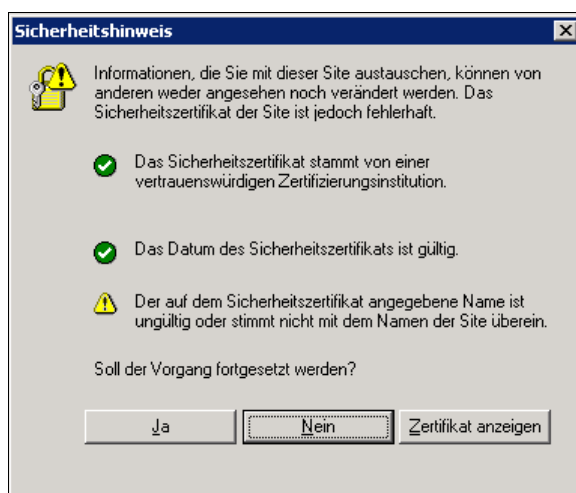 Sicherheitshinweis
Informationen, die Sie mit dieser Site austauschen, können von
anderen weder angesehen noch verändert werden. Das
Sicherheitszertifikat der Site ist jedoch fehlerhaft.
Das Sicherheitszertifikat stammt von einer
vertrauenswürdigen Zertifizierungsinstitution.
Das Datum des Sicherheitszertifikats ist gültig.
Der auf dem Sicherheitszertifikat angegebene Name ist
ungültig oder stimmt nicht mit dem Namen der Site überein.
Soll der Vorgang fortgesetzt werden?
Ja Nein Zertifikat anzeigen